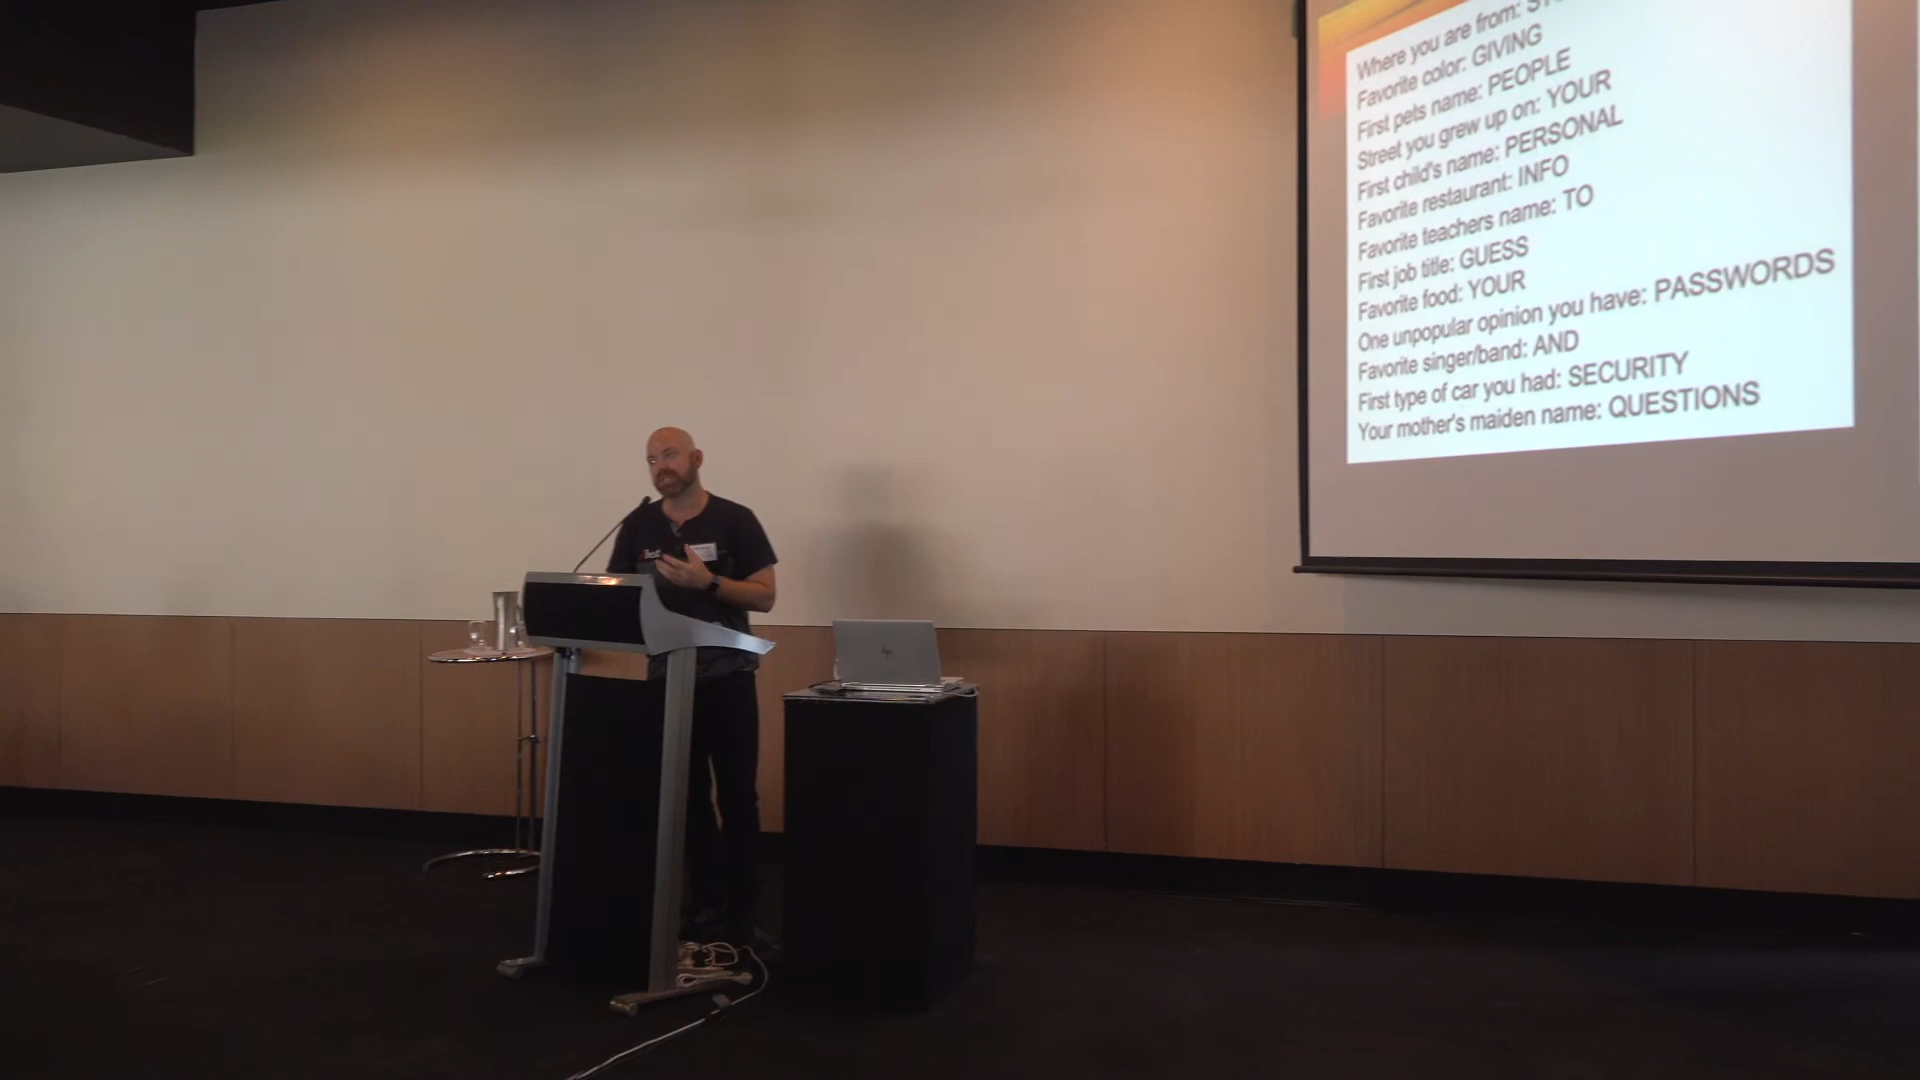 Where you are from:
Favorite color: GIVING
First pets name: PEOPLE
Street you grew up on: YOUR
First child's name: PERSONAL
Favorite restaurant: INFO
Favorite teachers name: TO
First job title: GUESS
Favorite food: YOUR
One unpopular opinion you have: PASSWORDS
Favorite singer/band: AND
First type of car you had: SECURITY
Your mother's maiden name: QUESTIONS
hp